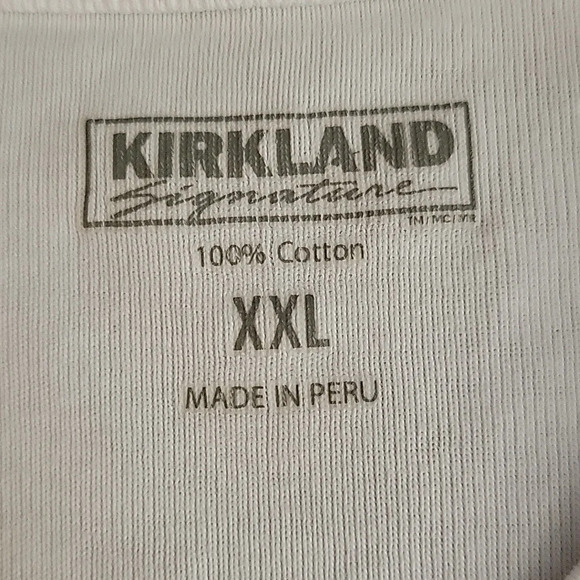 KIRKLAND
Signature
TM/MC/MR
100% Cotton
XXL
MADE IN PERU